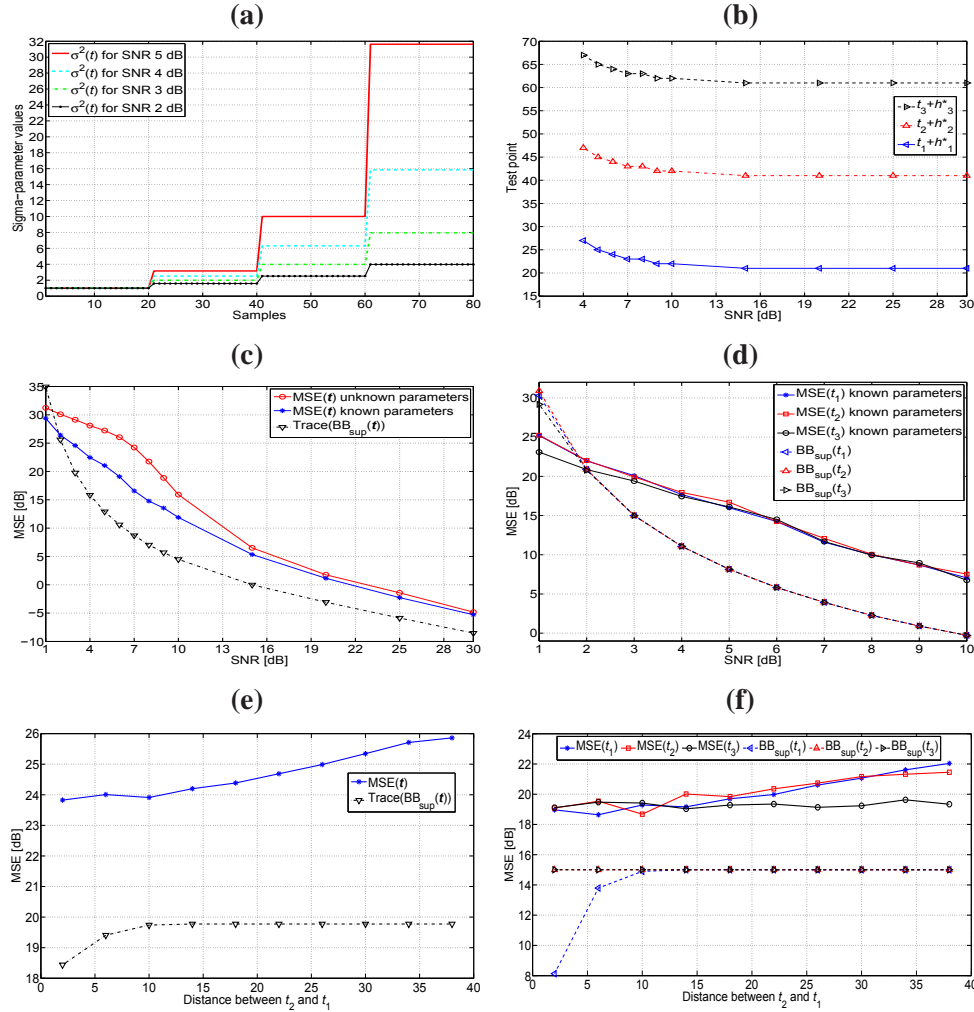 (a)
32
30
28
26
24
22
20
18
16
14
12
10
8
6
4
2
0
Sigma-parameter values
σ²(t) for SNR 5 dB
σ²(t) for SNR 4 dB
σ²(t) for SNR 3 dB
σ²(t) for SNR 2 dB
10 20 30 40 50 60 70 80
Samples
(b)
70
65
60
55
50
45
40
35
30
25
20
15
Test point
t₃+h*₃
t₂+h*₂
t₁+h*₁
1 4 7 10 13 16 19 22 25 28 30
SNR [dB]
(c)
35
30
25
20
15
10
5
0
−5
−10
MSE [dB]
MSE(t) unknown parameters
MSE(t) known parameters
Trace(BB_sup(t))
1 4 7 10 13 16 19 22 25 28 30
SNR [dB]
(d)
30
25
20
15
10
5
0
MSE [dB]
MSE(t₁) known parameters
MSE(t₂) known parameters
MSE(t₃) known parameters
BB_sup(t₁)
BB_sup(t₂)
BB_sup(t₃)
1 2 3 4 5 6 7 8 9 10
SNR [dB]
(e)
26
25
24
23
22
21
20
19
18
MSE [dB]
MSE(t)
Trace(BB_sup(t))
0 5 10 15 20 25 30 35 40
Distance between t₂ and t₁
(f)
24
22
20
18
16
14
12
10
8
MSE [dB]
MSE(t₁) MSE(t₂) MSE(t₃) BB_sup(t₁) BB_sup(t₂) BB_sup(t₃)
0 5 10 15 20 25 30 35 40
Distance between t₂ and t₁